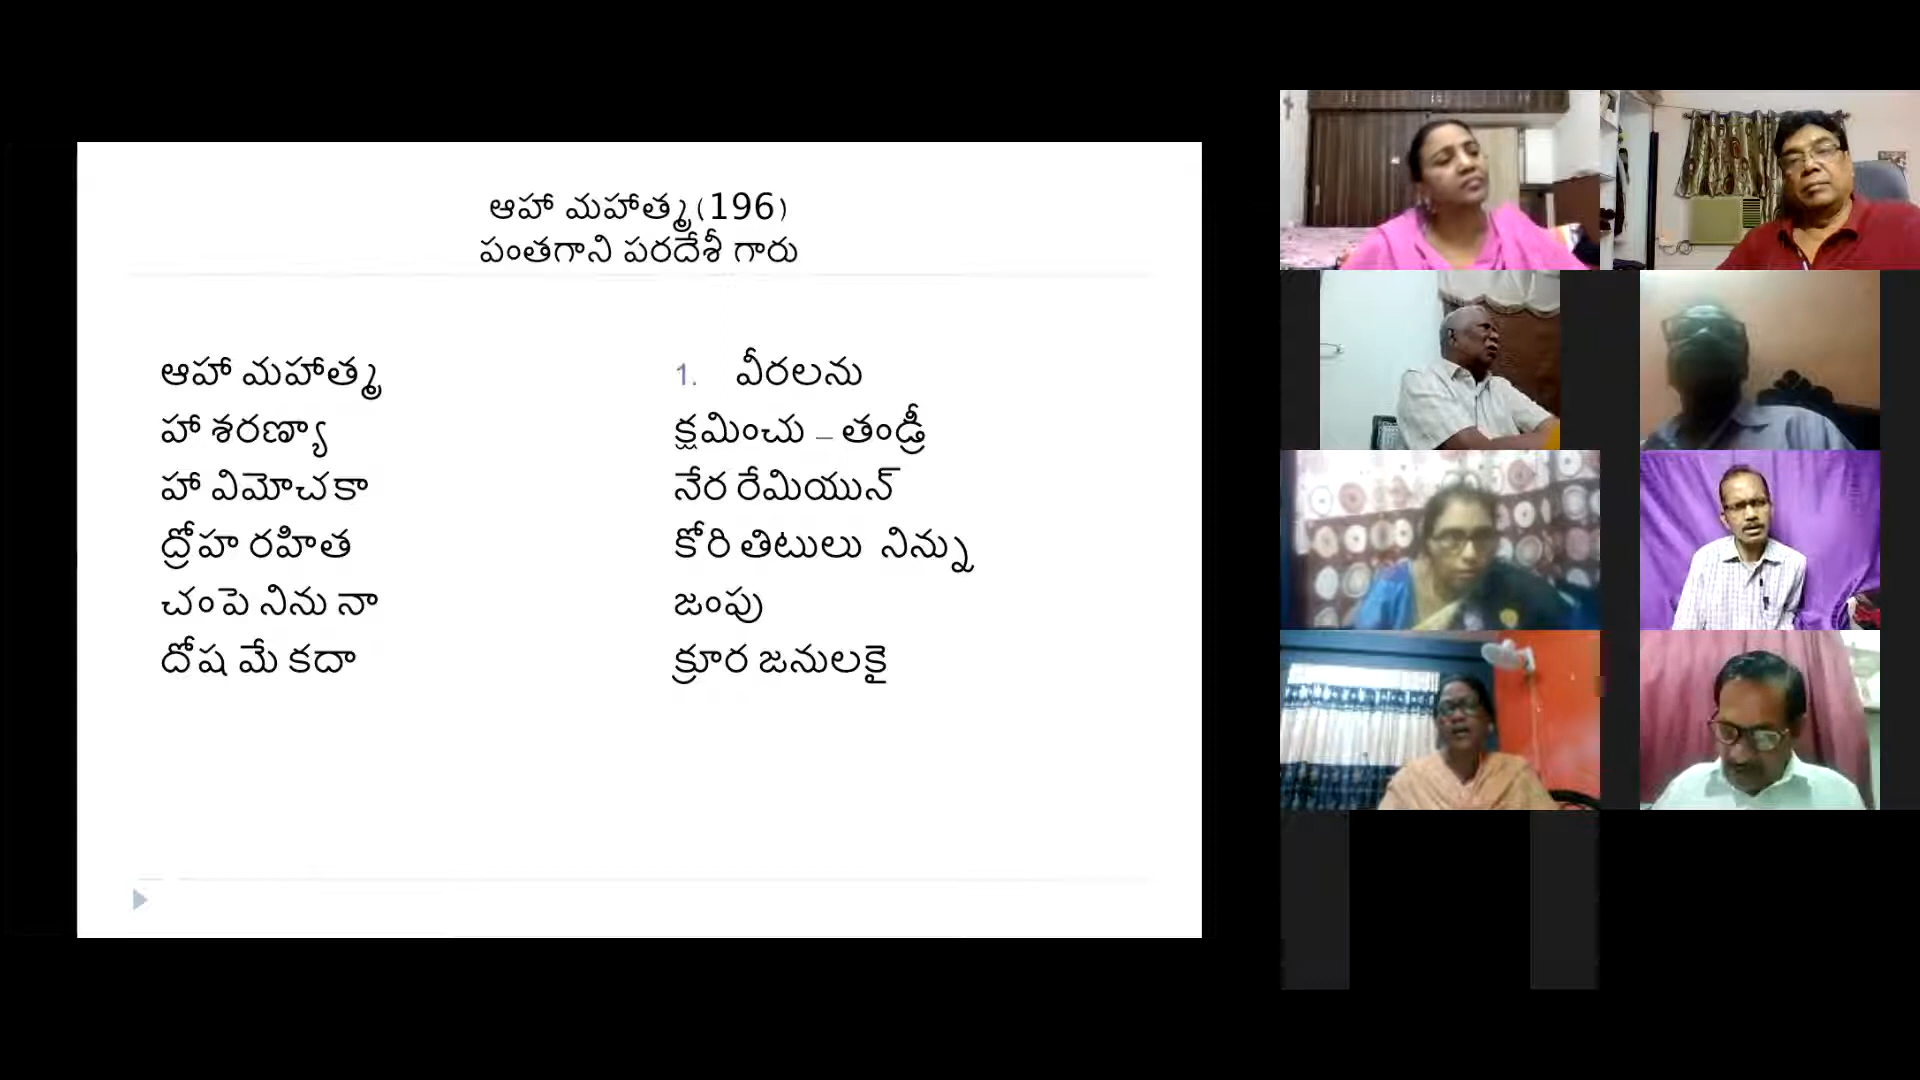 ఆహా మహాత్మ (196)
పంతగాని పరదేశీ గారు
ఆహా మహాత్మ
హా శరణ్యా
హా విమోచకా
ద్రోహ రహిత
చంపె నిను నా
దోష మే కదా
1. వీరలను
క్షమించు – తండ్రీ
నేర రేమియున్
కోరి తిటులు నిన్ను
జంపు
క్రూర జనులకై